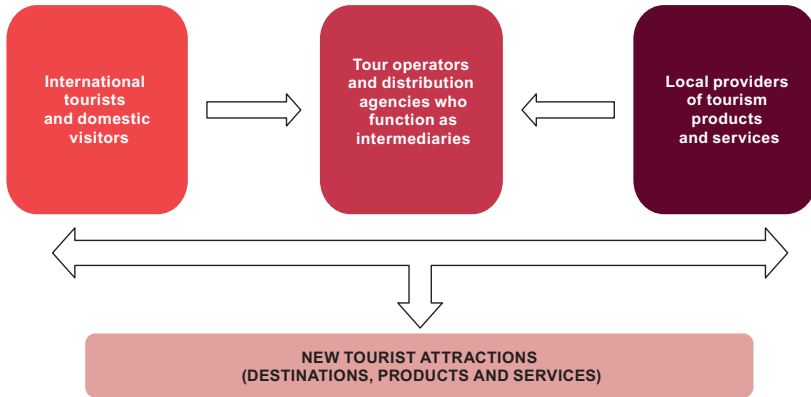 International
tourists
and domestic
visitors
Tour operators
and distribution
agencies who
function as
intermediaries
Local providers
of tourism
products
and services
NEW TOURIST ATTRACTIONS
(DESTINATIONS, PRODUCTS AND SERVICES)